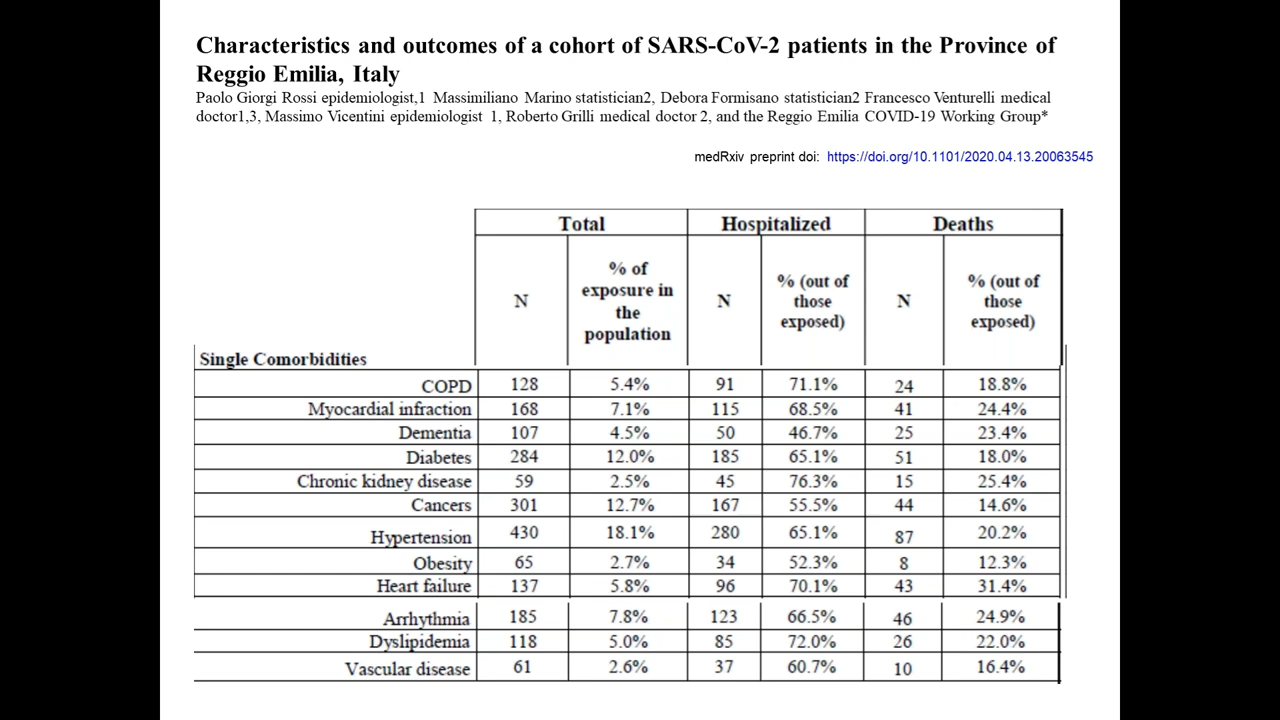 Characteristics and outcomes of a cohort of SARS-CoV-2 patients in the Province of
Reggio Emilia, Italy
Paolo Giorgi Rossi epidemiologist,1 Massimiliano Marino statistician2, Debora Formisano statistician2 Francesco Venturelli medical
doctor1,3, Massimo Vicentini epidemiologist 1, Roberto Grilli medical doctor 2, and the Reggio Emilia COVID-19 Working Group*
medRxiv preprint doi: https://doi.org/10.1101/2020.04.13.20063545
Total Hospitalized Deaths
N % of exposure in the population N % (out of those exposed) N % (out of those exposed)
Single Comorbidities
COPD 128 5.4% 91 71.1% 24 18.8%
Myocardial infraction 168 7.1% 115 68.5% 41 24.4%
Dementia 107 4.5% 50 46.7% 25 23.4%
Diabetes 284 12.0% 185 65.1% 51 18.0%
Chronic kidney disease 59 2.5% 45 76.3% 15 25.4%
Cancers 301 12.7% 167 55.5% 44 14.6%
Hypertension 430 18.1% 280 65.1% 87 20.2%
Obesity 65 2.7% 34 52.3% 8 12.3%
Heart failure 137 5.8% 96 70.1% 43 31.4%
Arrhythmia 185 7.8% 123 66.5% 46 24.9%
Dyslipidemia 118 5.0% 85 72.0% 26 22.0%
Vascular disease 61 2.6% 37 60.7% 10 16.4%